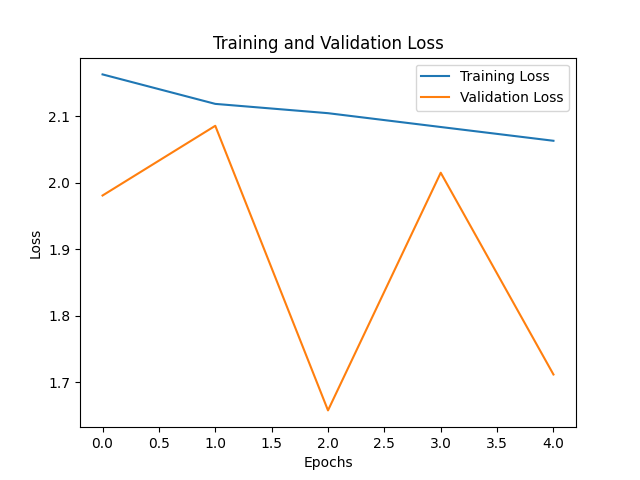 Training and Validation Loss
Training Loss
Validation Loss
2.1
2.0
1.9
1.8
1.7
Loss
0.0 0.5 1.0 1.5 2.0 2.5 3.0 3.5 4.0
Epochs